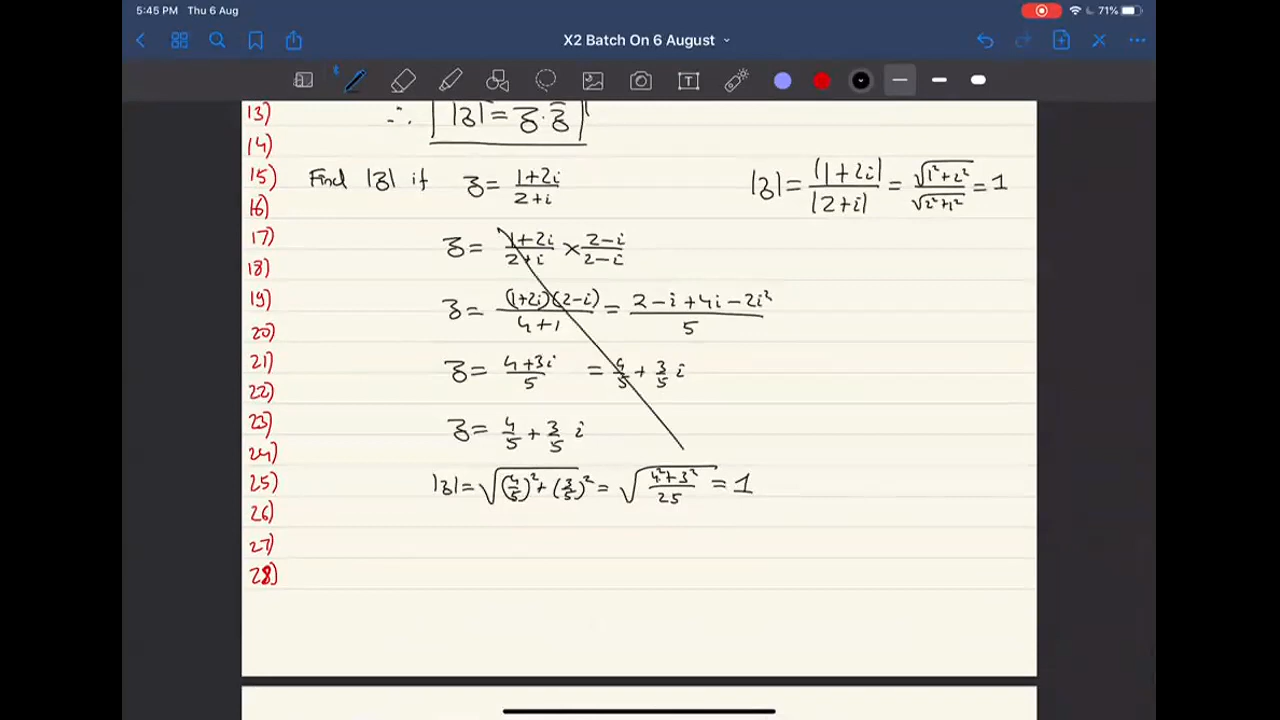 5:45 PM Thu 6 Aug 71%
X2 Batch On 6 August
13) ∴ |z| = z·z̄
14)
15) Find |z| if z = (1+2i)/(2+i) |z| = |1+2i|/|2+i| = √(1²+2²)/√(2²+1²) = 1
16)
17) z = (1+2i)/(2+i) × (2-i)/(2-i)
18)
19) z = (1+2i)(2-i)/(4+1) = (2-i+4i-2i²)/5
20)
21) z = (4+3i)/5 = 4/5 + 3/5 i
22)
23) z = 4/5 + 3/5 i
24)
25) |z| = √((4/5)² + (3/5)²) = √((4²+3²)/25) = 1
26)
27)
28)